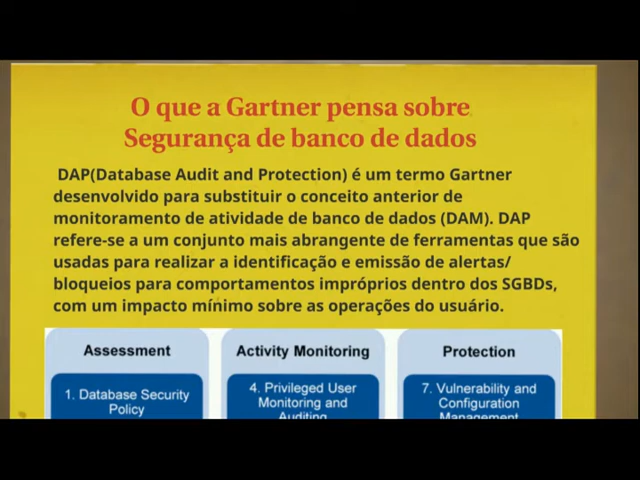 O que a Gartner pensa sobre
Segurança de banco de dados
DAP(Database Audit and Protection) é um termo Gartner
desenvolvido para substituir o conceito anterior de
monitoramento de atividade de banco de dados (DAM). DAP
refere-se a um conjunto mais abrangente de ferramentas que são
usadas para realizar a identificação e emissão de alertas/
bloqueios para comportamentos impróprios dentro dos SGBDs,
com um impacto mínimo sobre as operações do usuário.
Assessment Activity Monitoring Protection
1. Database Security 4. Privileged User 7. Vulnerability and
Policy Monitoring and Configuration
Auditing Management